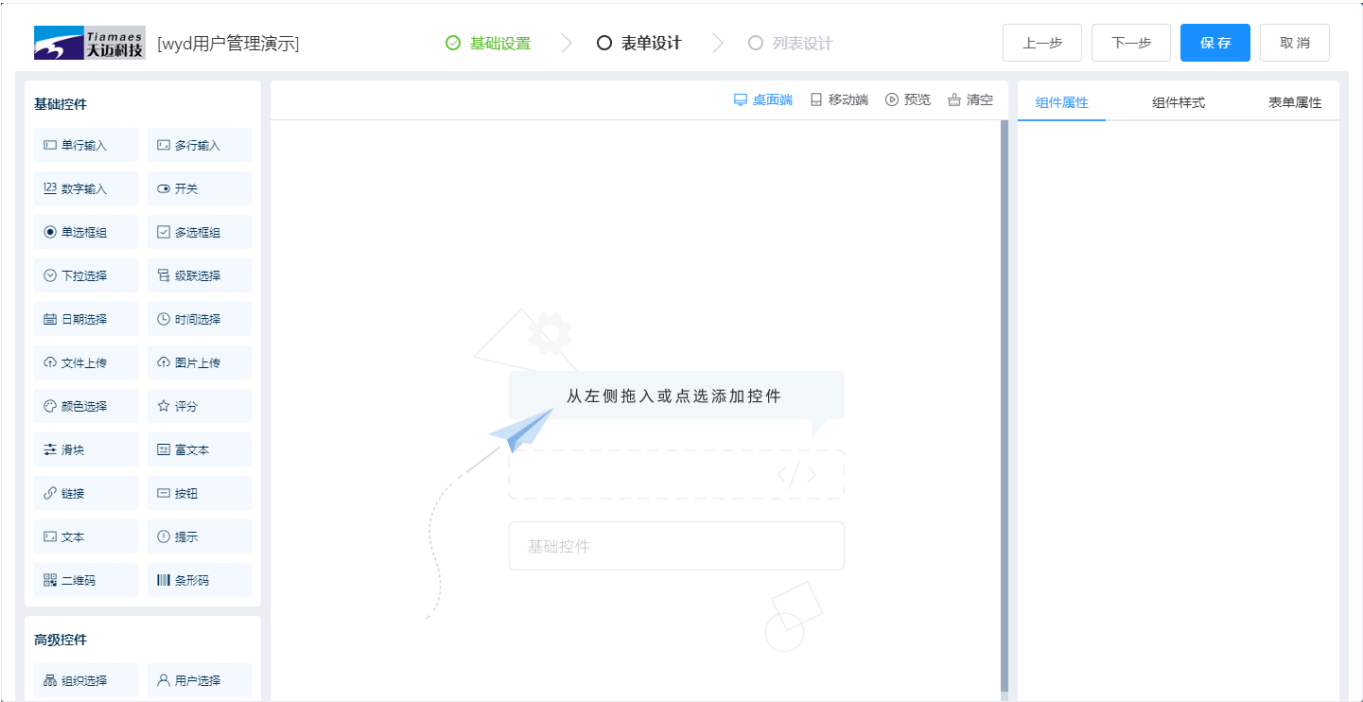 Tiamaes
天迈科技
[wyd用户管理演示]
基础设置
表单设计
列表设计
上一步
下一步
保存
取消
基础控件
单行输入
多行输入
123 数字输入
开关
单选框组
多选框组
下拉选择
级联选择
日期选择
时间选择
文件上传
图片上传
颜色选择
评分
滑块
富文本
链接
按钮
文本
提示
二维码
条形码
高级控件
组织选择
用户选择
桌面端
移动端
预览
清空
从左侧拖入或点选添加控件
</>
基础控件
组件属性
组件样式
表单属性